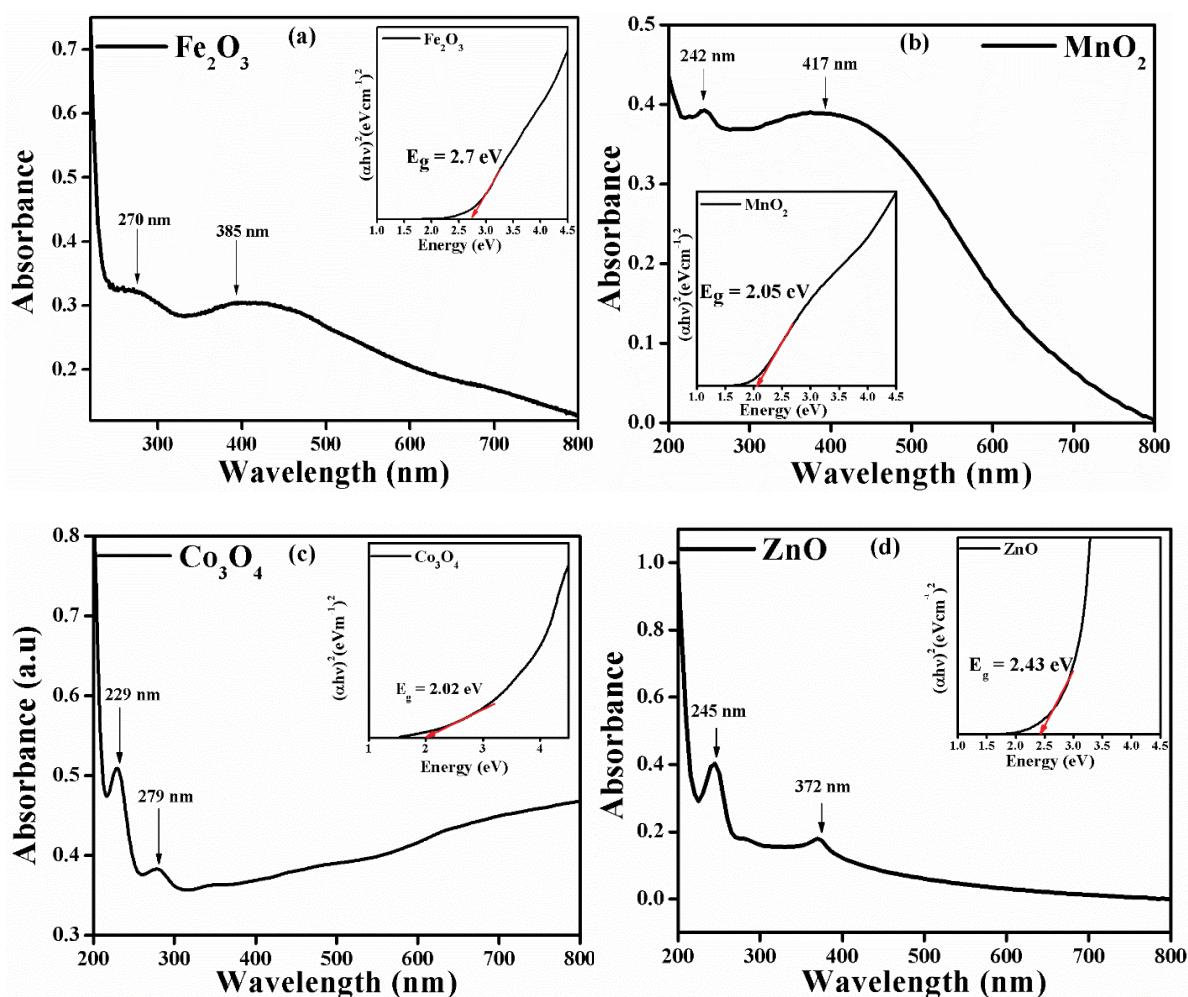 Fe₂O₃
(a)
Absorbance
0.7
0.6
0.5
0.4
0.3
0.2
270 nm
385 nm
300 400 500 600 700 800
Wavelength (nm)
Fe₂O₃
(αhν)²(eVcm⁻¹)²
E_g = 2.7 eV
1.0 1.5 2.0 2.5 3.0 3.5 4.0 4.5
Energy (eV)
(b)
MnO₂
Absorbance
0.5
0.4
0.3
0.2
0.1
0.0
242 nm
417 nm
200 300 400 500 600 700 800
Wavelength (nm)
MnO₂
(αhν)²(eVcm⁻¹)²
E_g = 2.05 eV
1.0 1.5 2.0 2.5 3.0 3.5 4.0 4.5
Energy (eV)
Co₃O₄
(c)
Absorbance (a.u)
0.8
0.7
0.6
0.5
0.4
0.3
229 nm
279 nm
200 300 400 500 600 700 800
Wavelength (nm)
Co₃O₄
(αhν)²(eVm⁻¹)²
E_g = 2.02 eV
1 2 3 4
Energy (eV)
ZnO
(d)
Absorbance
1.0
0.8
0.6
0.4
0.2
0.0
245 nm
372 nm
200 300 400 500 600 700 800
Wavelength (nm)
ZnO
(αhν)²(eVcm⁻¹)²
E_g = 2.43 eV
1.0 1.5 2.0 2.5 3.0 3.5 4.0 4.5
Energy (eV)